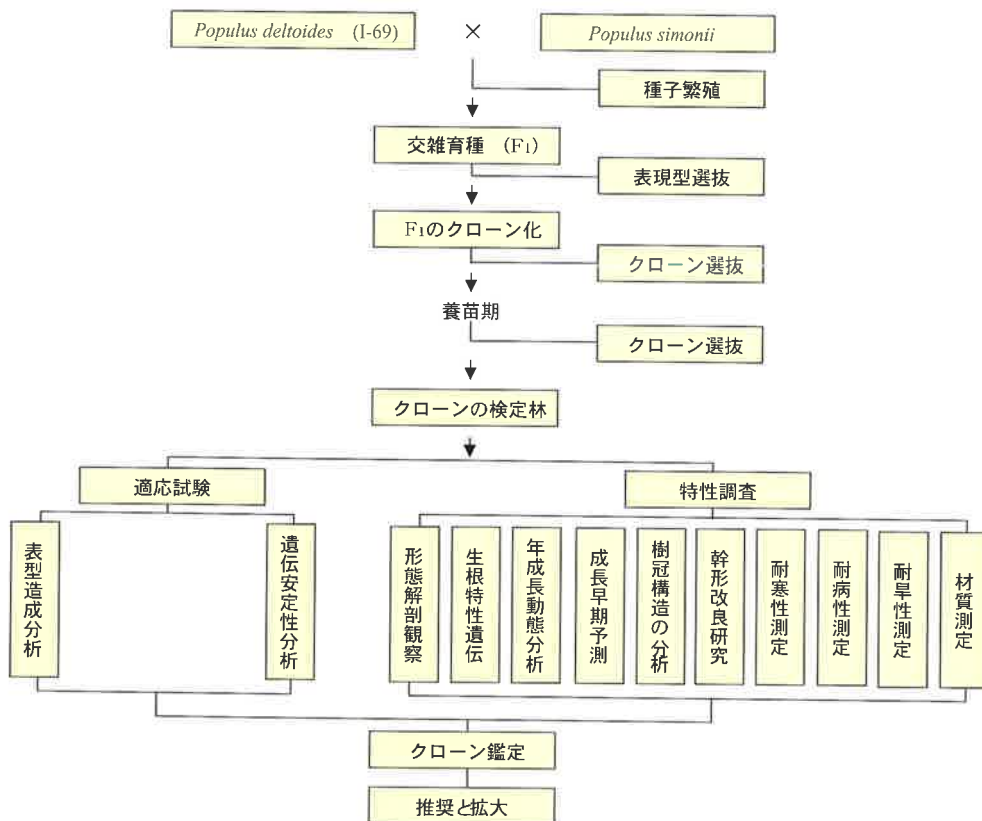 Populus deltoides (I-69) × Populus simonii
種子繁殖
交雑育種 (F1)
表現型選抜
F1のクローン化
クローン選抜
養苗期
クローン選抜
クローンの検定林
適応試験
特性調査
表型造成分析
遺伝安定性分析
形態解剖観察
生根特性遺伝
年成長動態分析
成長早期予測
樹冠構造の分析
幹形改良研究
耐寒性測定
耐病性測定
耐旱性測定
材質測定
クローン鑑定
推奨と拡大